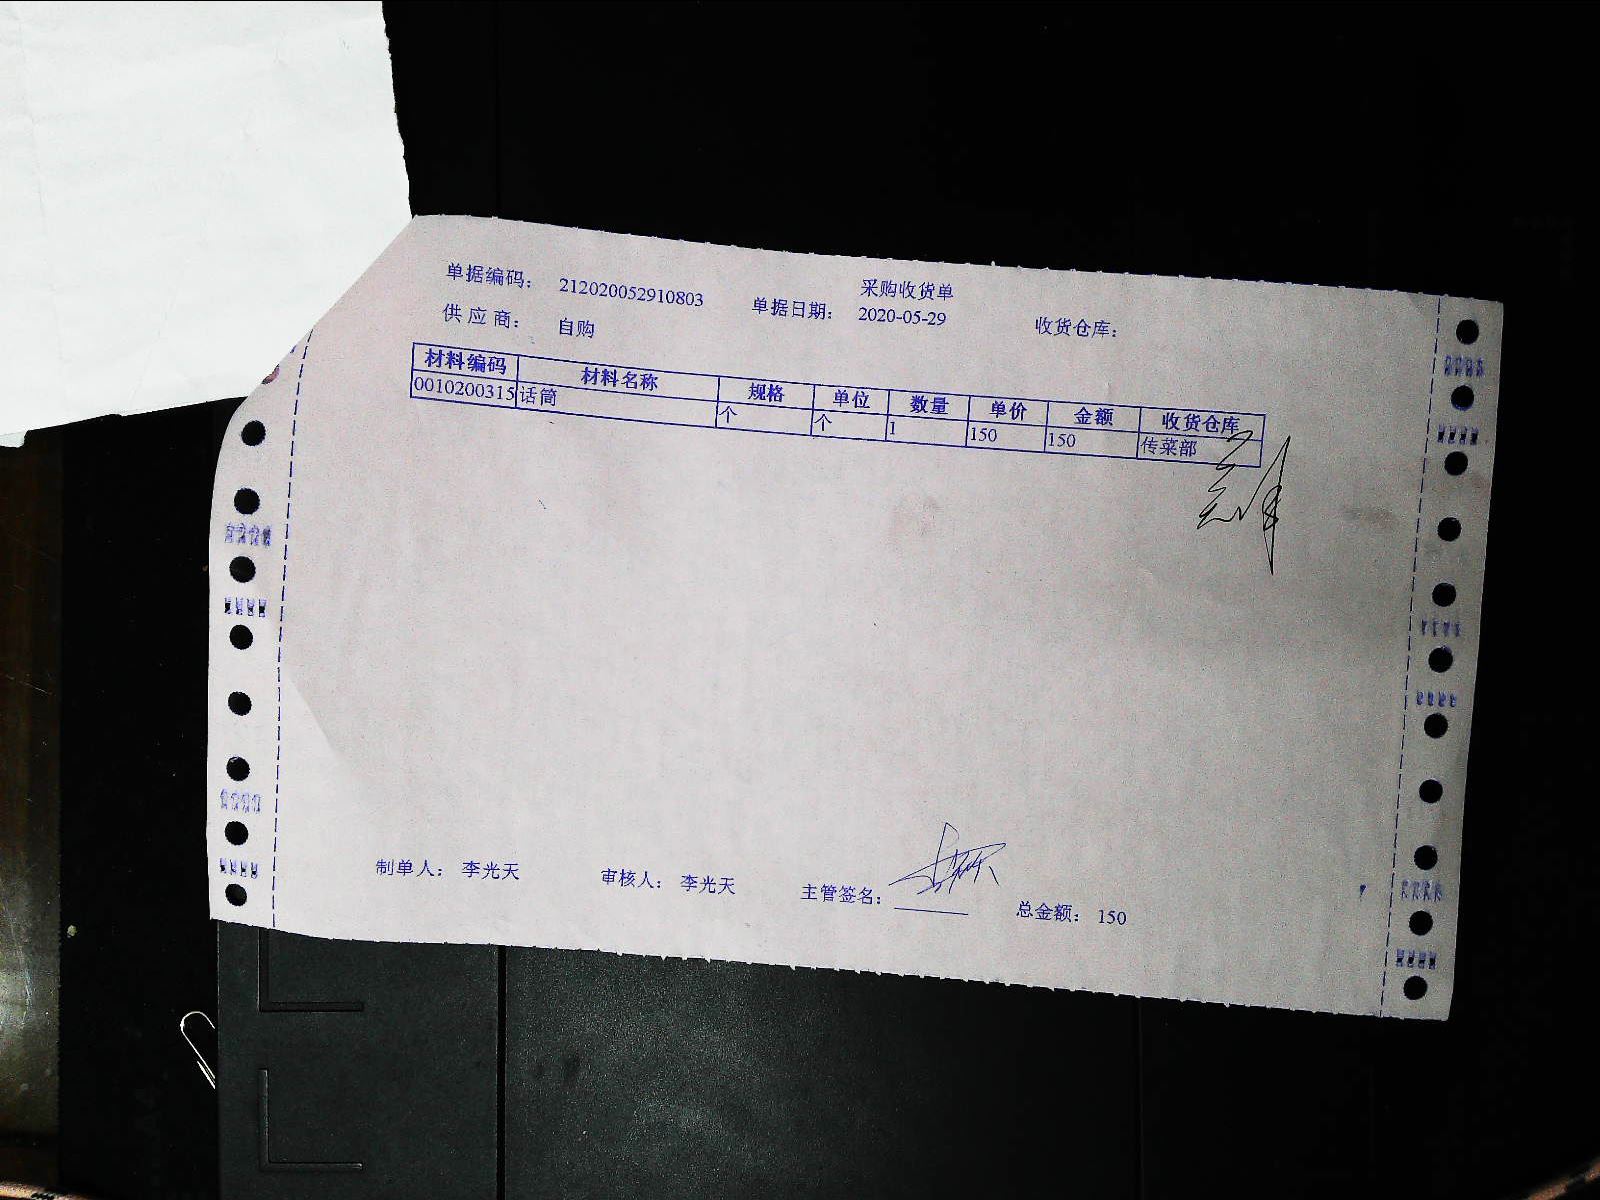 采购收货单
单据编码： 212020052910803 单据日期： 2020-05-29 收货仓库：
供应商： 自购
材料编码 材料名称 规格 单位 数量 单价 金额 收货仓库
0010200315 话筒 个 个 1 150 150 传菜部
制单人： 李光天 审核人： 李光天 主管签名： 总金额： 150